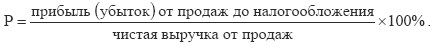 P = прибыль (убыток) от продаж до налогообложения
чистая выручка от продаж
×100% .